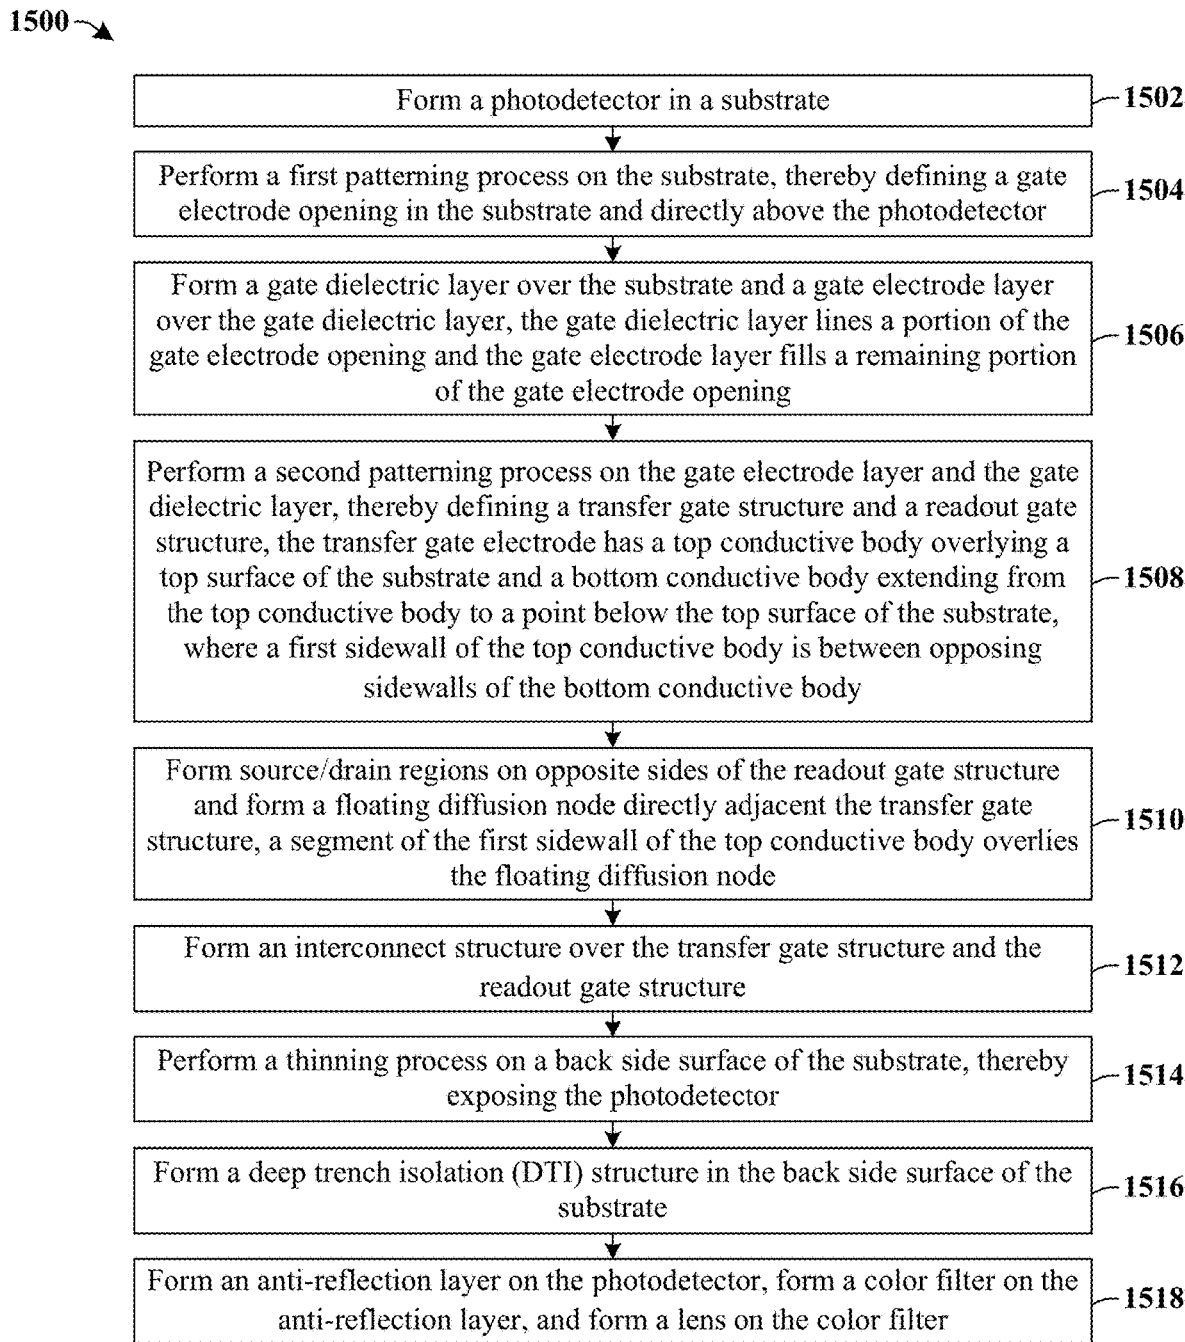 1500
Form a photodetector in a substrate
1502
Perform a first patterning process on the substrate, thereby defining a gate
electrode opening in the substrate and directly above the photodetector
1504
Form a gate dielectric layer over the substrate and a gate electrode layer
over the gate dielectric layer, the gate dielectric layer lines a portion of the
gate electrode opening and the gate electrode layer fills a remaining portion
of the gate electrode opening
1506
Perform a second patterning process on the gate electrode layer and the gate
dielectric layer, thereby defining a transfer gate structure and a readout gate
structure, the transfer gate electrode has a top conductive body overlying a
top surface of the substrate and a bottom conductive body extending from
the top conductive body to a point below the top surface of the substrate,
where a first sidewall of the top conductive body is between opposing
sidewalls of the bottom conductive body
1508
Form source/drain regions on opposite sides of the readout gate structure
and form a floating diffusion node directly adjacent the transfer gate
structure, a segment of the first sidewall of the top conductive body overlies
the floating diffusion node
1510
Form an interconnect structure over the transfer gate structure and the
readout gate structure
1512
Perform a thinning process on a back side surface of the substrate, thereby
exposing the photodetector
1514
Form a deep trench isolation (DTI) structure in the back side surface of the
substrate
1516
Form an anti-reflection layer on the photodetector, form a color filter on the
anti-reflection layer, and form a lens on the color filter
1518